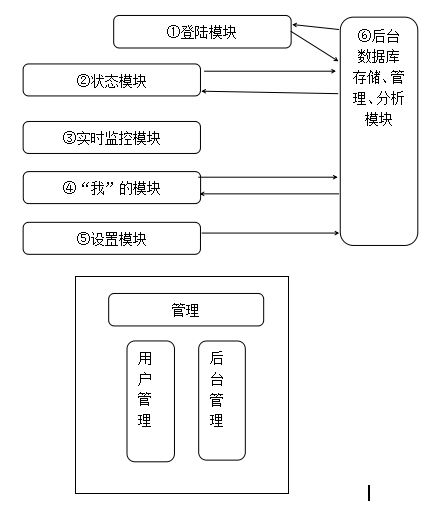 ①登陆模块
⑥后台
数据库
存储、管
理、分析
模块
②状态模块
③实时监控模块
④“我”的模块
⑤设置模块
管理
用
户
管
理
后
台
管
理